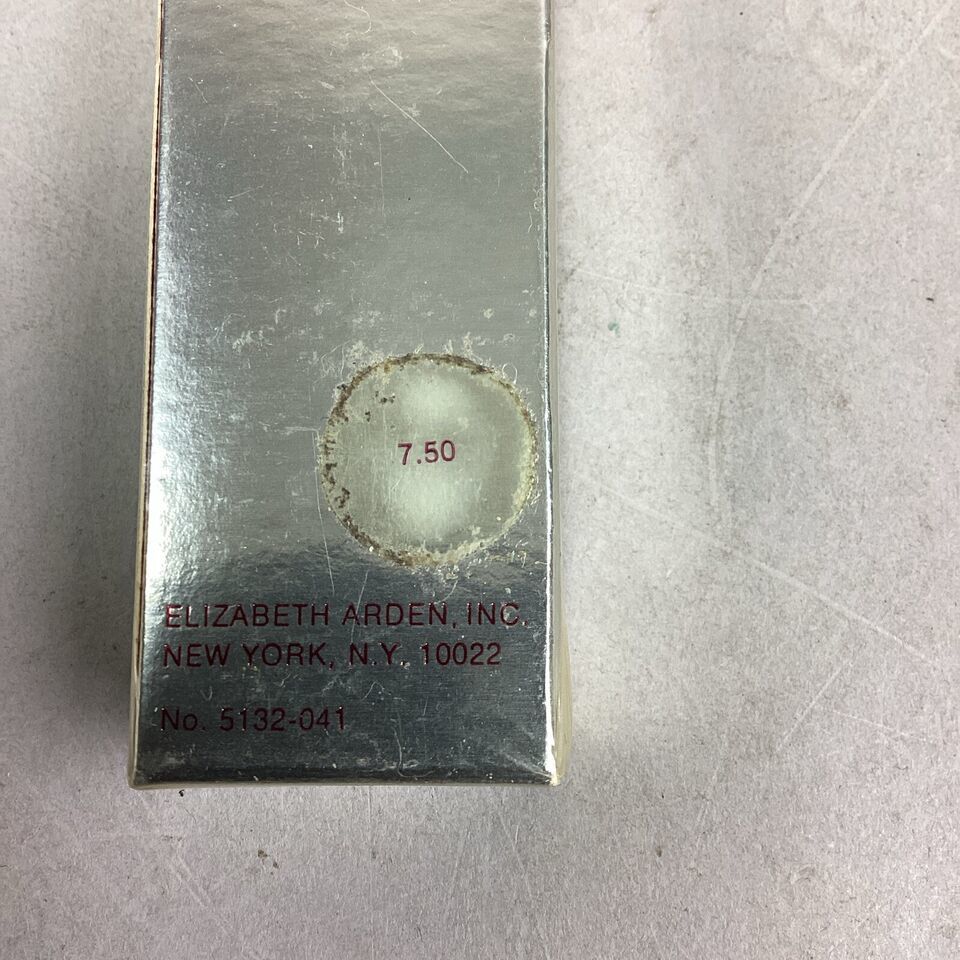 7.50
ELIZABETH ARDEN, INC.
NEW YORK, N.Y. 10022
No. 5132-041